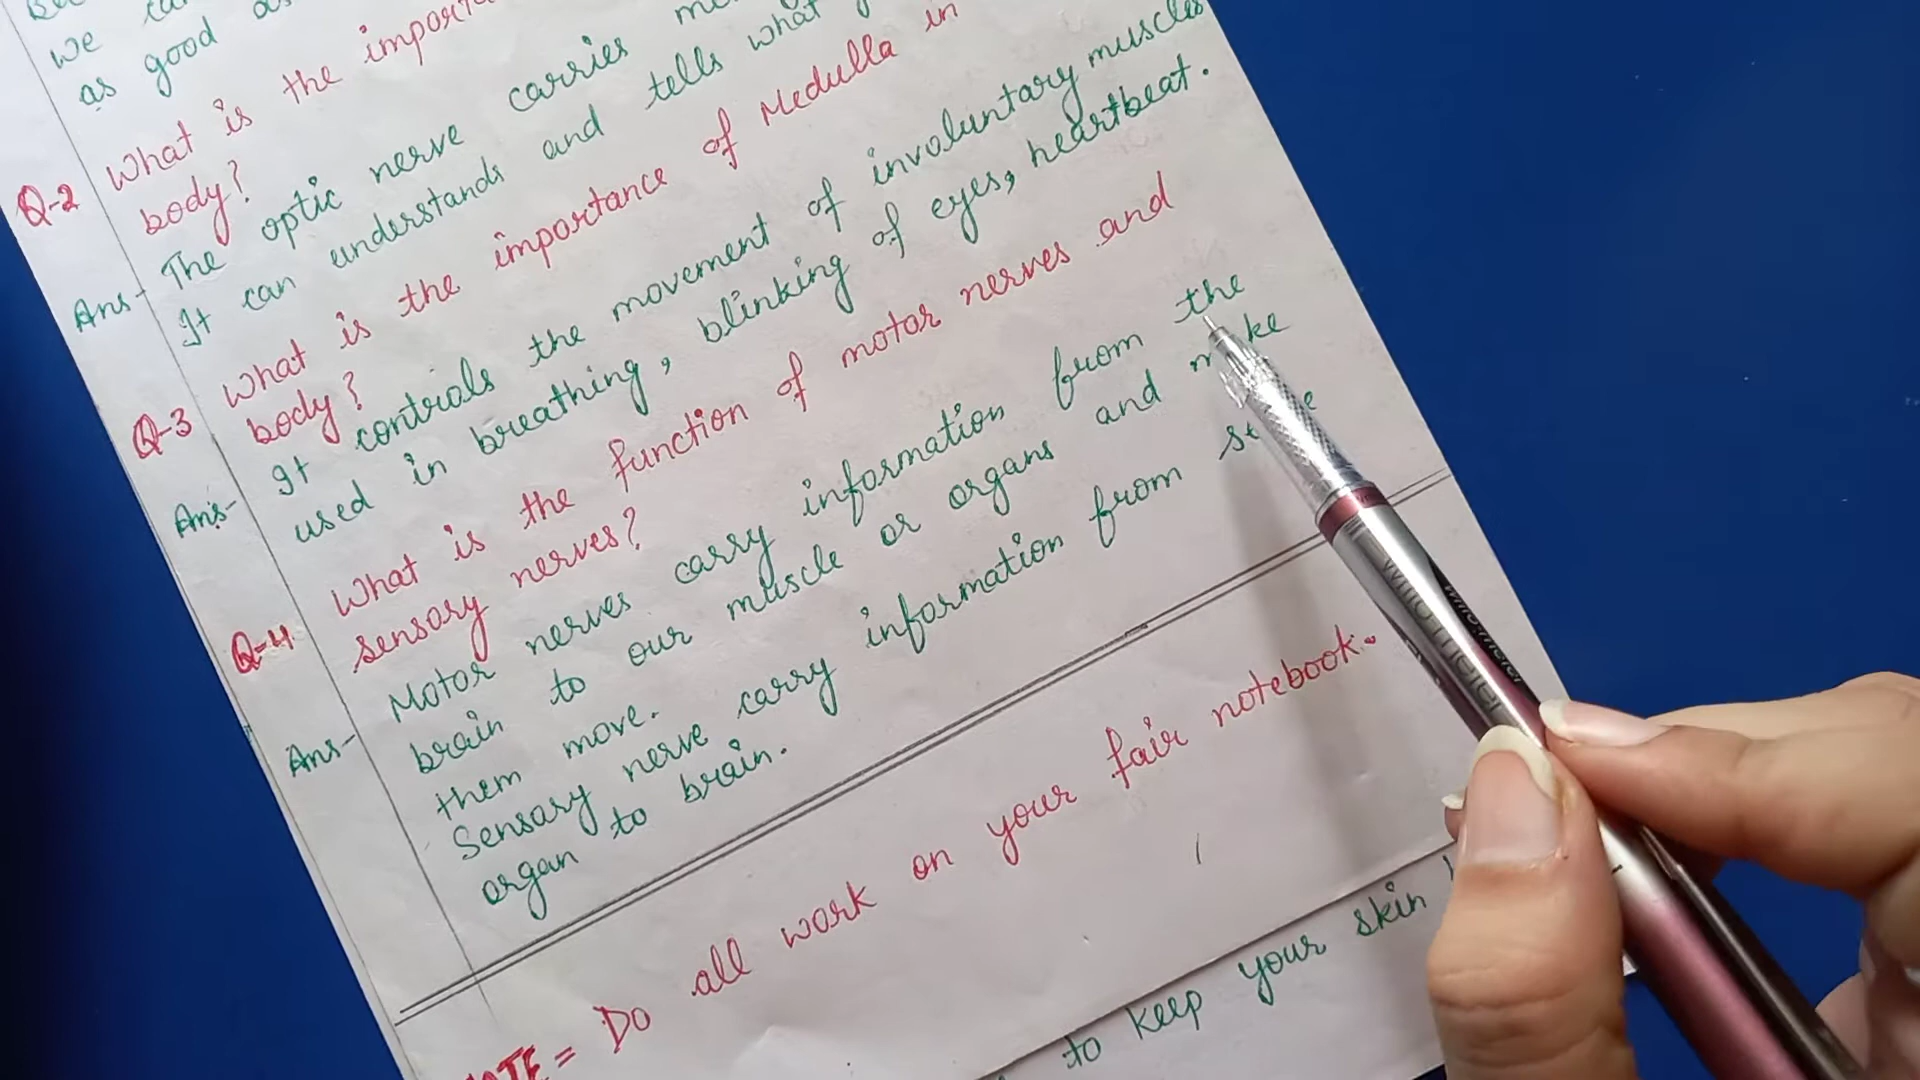 we
as good as
Q-2 What is the importa
body?
Ans- The optic nerve carries
It can understands and tells what
Q-3 What is the importance of Medulla in
body?
Ans- It controls the movement of involuntary muscles
used in breathing, blinking of eyes, heartbeat.
Q-4. What is the function of motor nerves and
sensory nerves?
Ans- Motor nerves carry information from the
brain to our muscle or organs and make
them move.
Sensory nerve carry information from
organ to brain.
NOTE = Do all work on your fair notebook.
to keep your skin